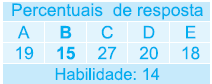 Percentuais de resposta
A B C D E
19 15 27 20 18
Habilidade: 14